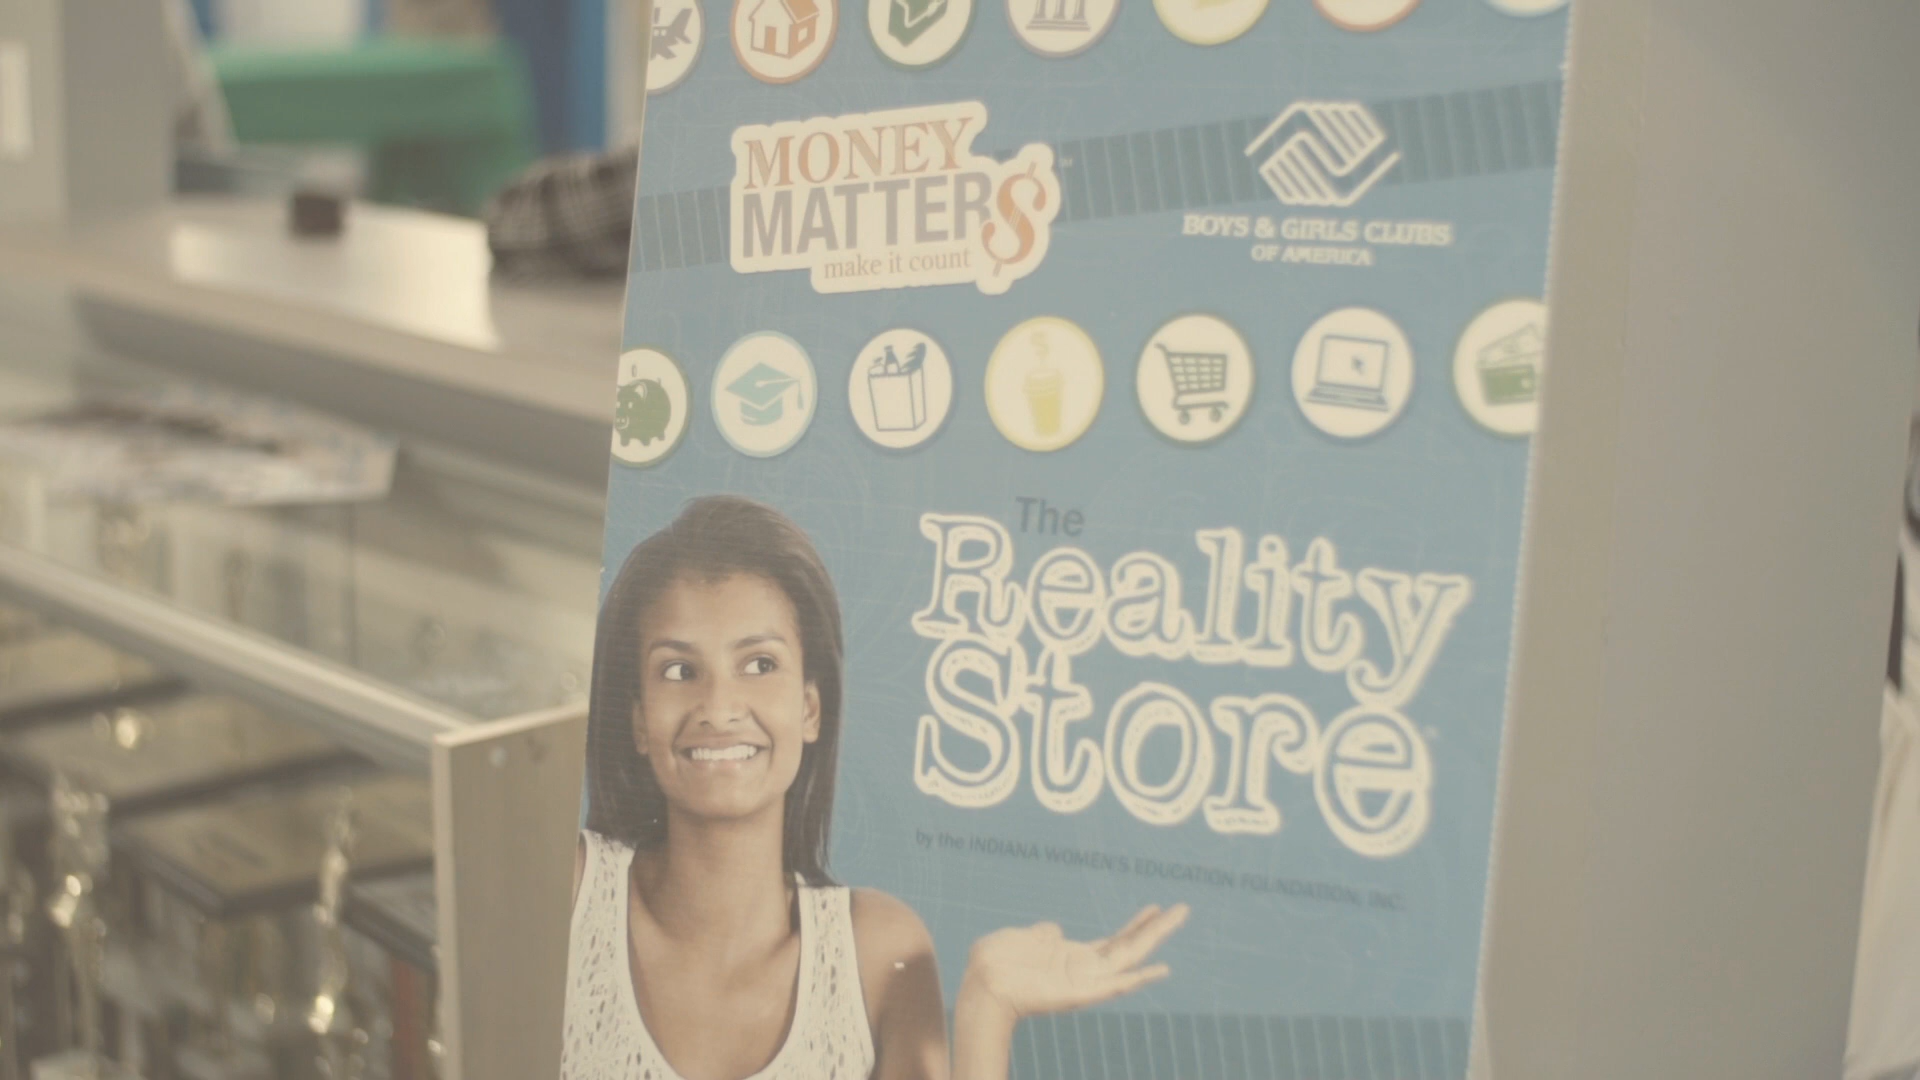 MONEY
MATTER$
make it count
BOYS & GIRLS CLUBS
OF AMERICA
The
Reality
Store
by the INDIANA WOMEN'S EDUCATION FOUNDATION, INC.